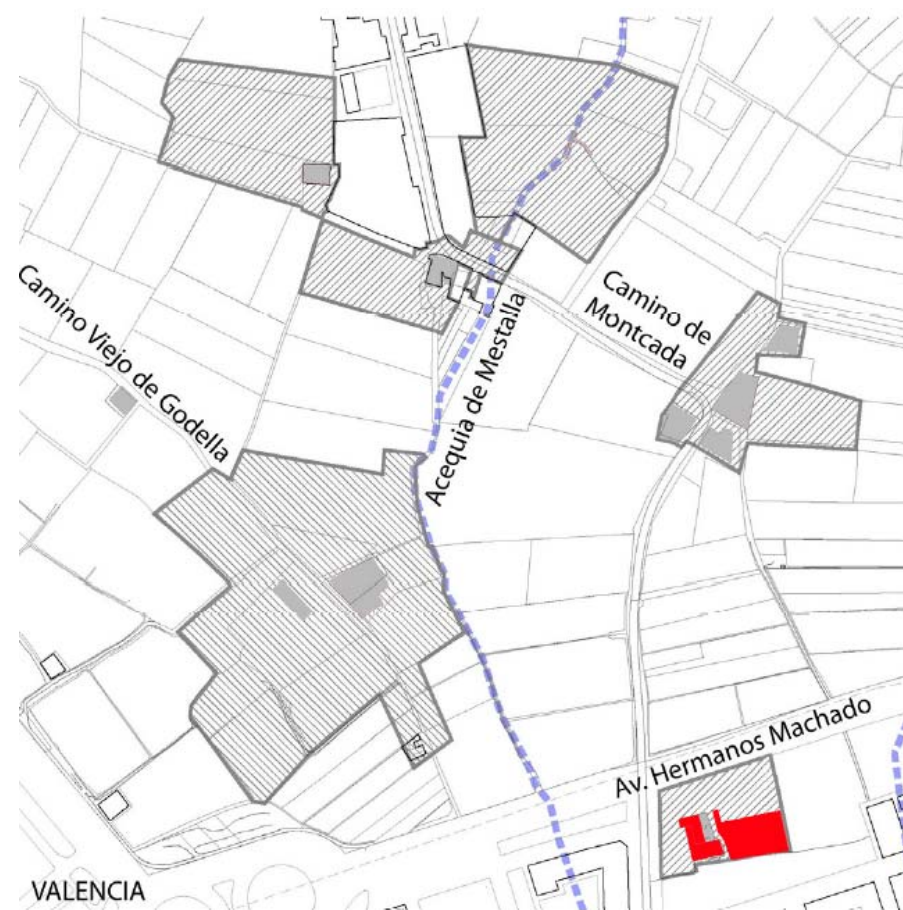 Camino Viejo de Godella
Camino de
Montcada
Acequia de Mestalla
Av. Hermanos Machado
VALENCIA